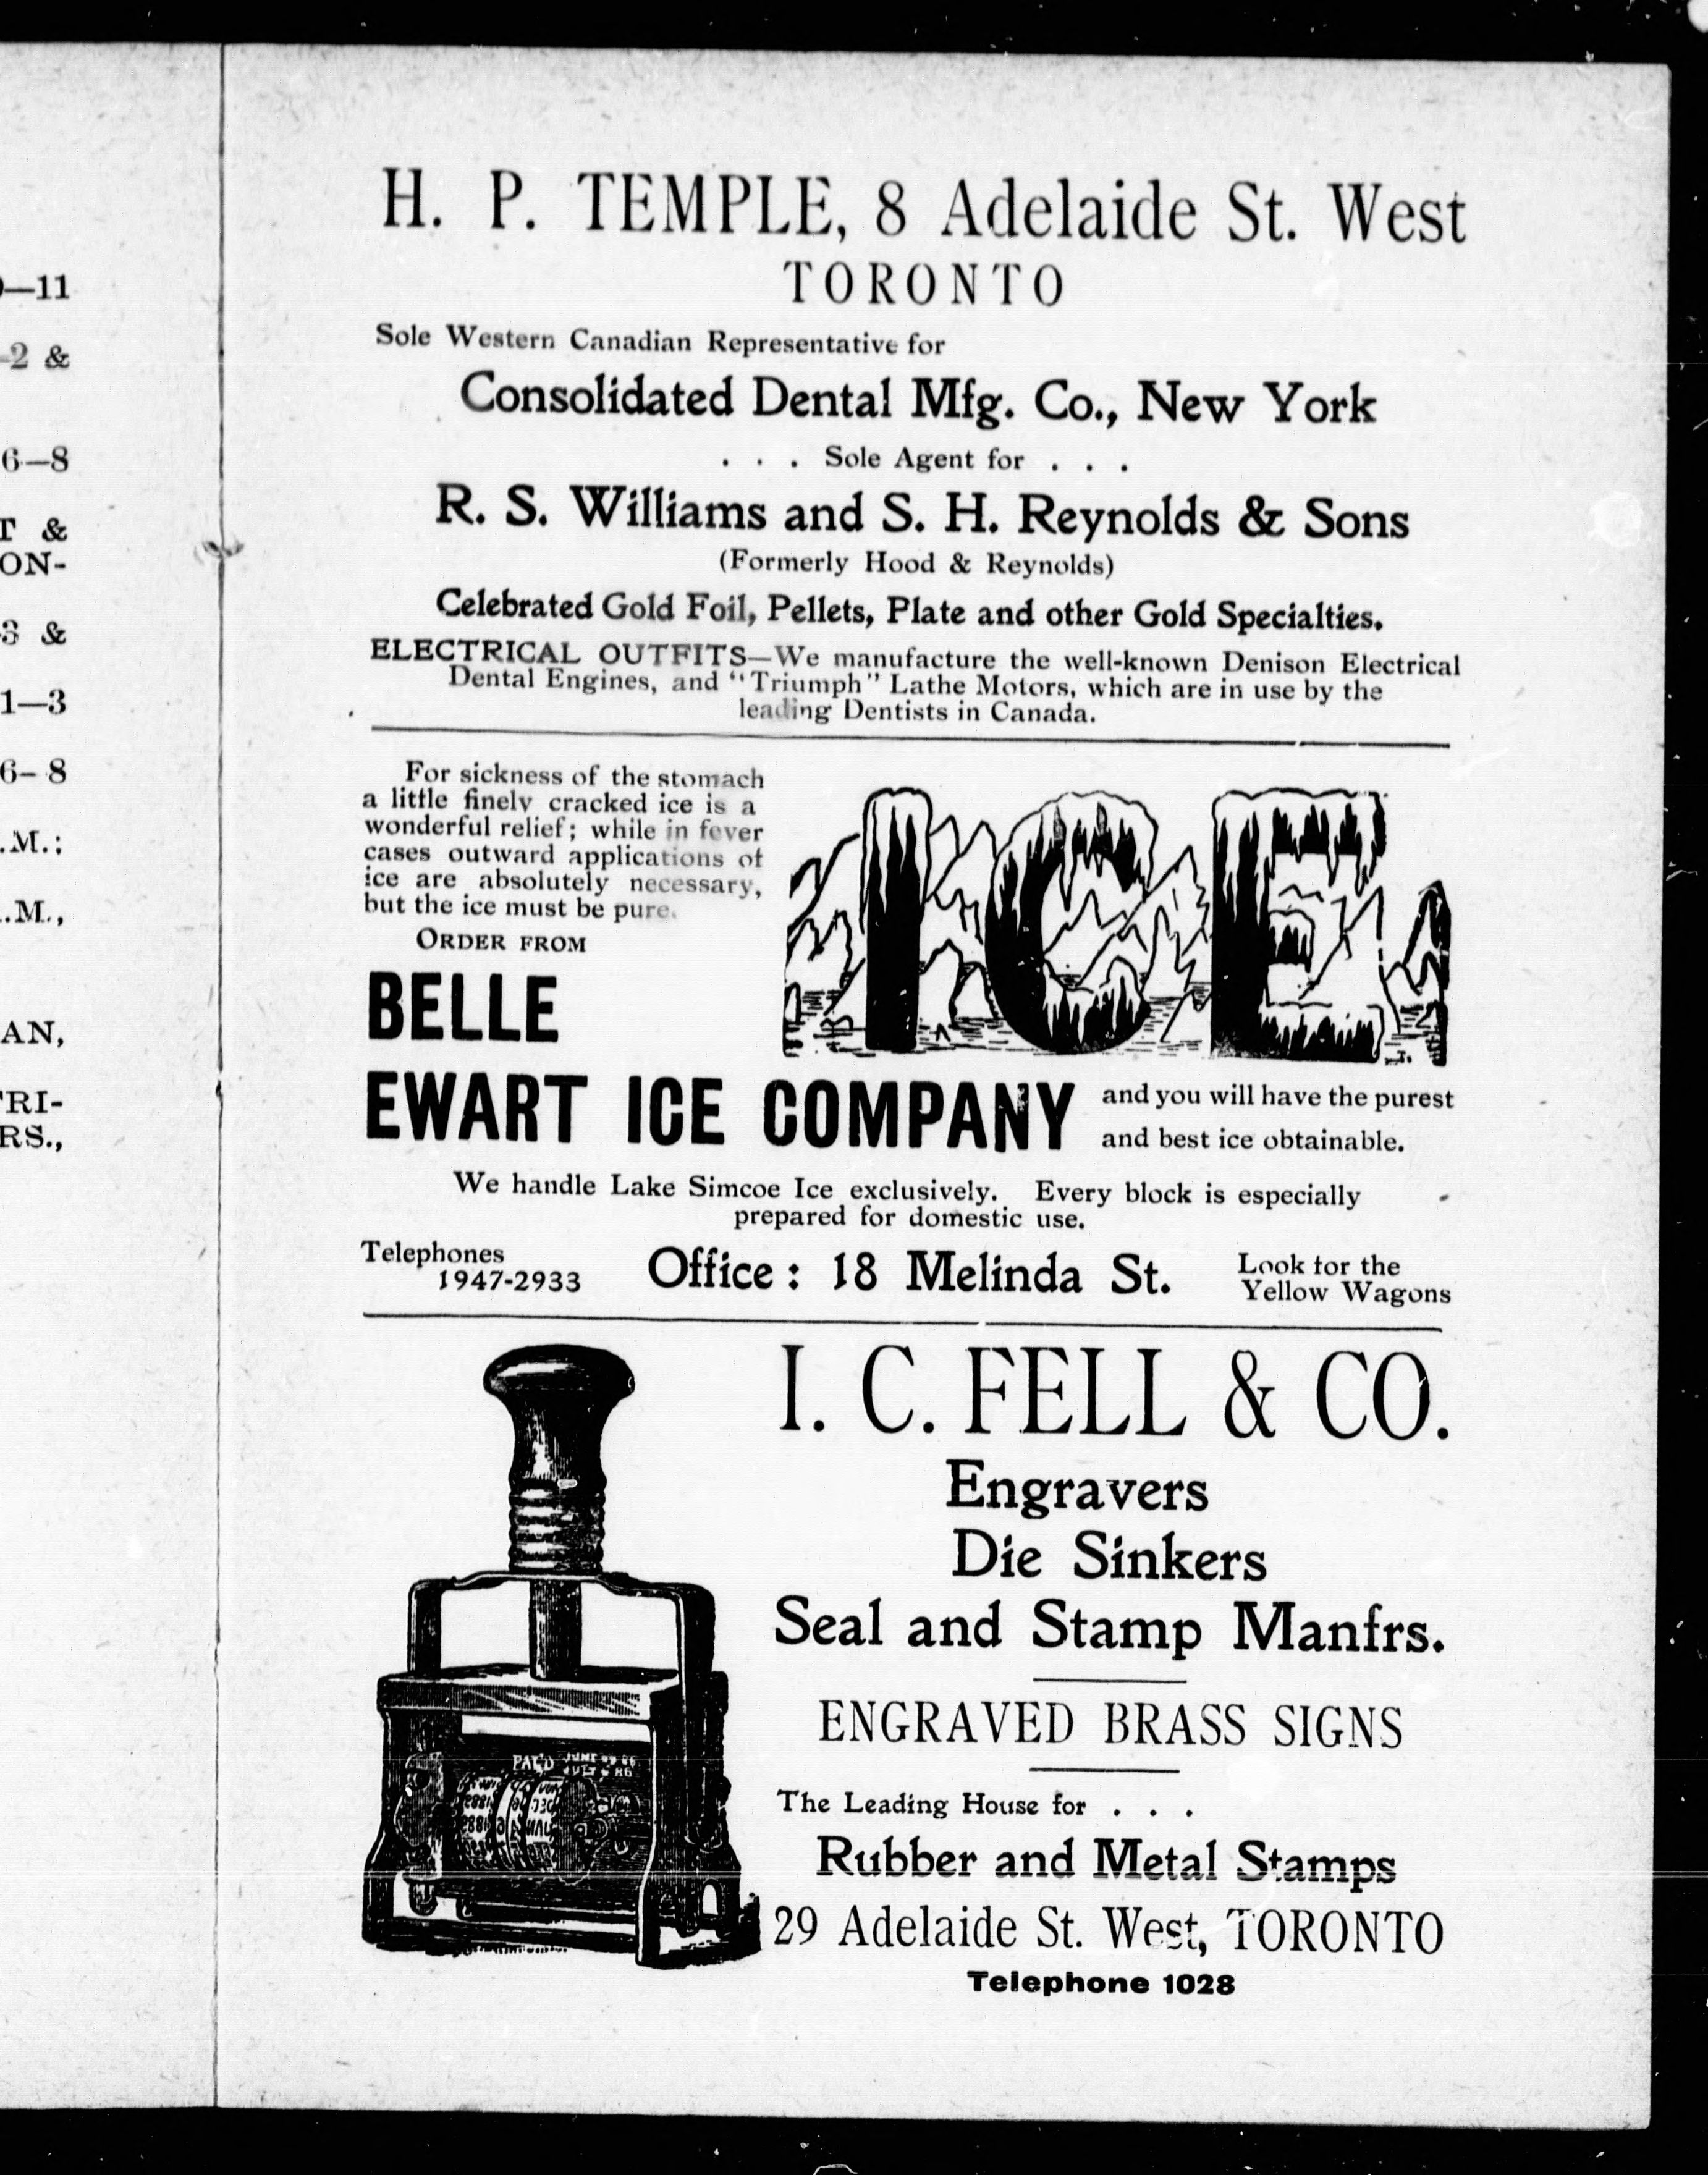 —11
2 &
6—8
T &
ON-
3 &
1—3
6-8
.M.;
.M.,
AN,
TRI-
RS.,
H. P. TEMPLE, 8 Adelaide St. West
TORONTO
Sole Western Canadian Representative for
Consolidated Dental Mfg. Co., New York
. . . Sole Agent for . . .
R. S. Williams and S. H. Reynolds & Sons
(Formerly Hood & Reynolds)
Celebrated Gold Foil, Pellets, Plate and other Gold Specialties.
ELECTRICAL OUTFITS—We manufacture the well-known Denison Electrical
Dental Engines, and "Triumph" Lathe Motors, which are in use by the
leading Dentists in Canada.
For sickness of the stomach
a little finely cracked ice is a
wonderful relief; while in fever
cases outward applications of
ice are absolutely necessary,
but the ice must be pure.
ORDER FROM
ICE
BELLE
EWART ICE COMPANY
and you will have the purest
and best ice obtainable.
We handle Lake Simcoe Ice exclusively. Every block is especially
prepared for domestic use.
Telephones
1947-2933
Office: 18 Melinda St.
Look for the
Yellow Wagons
I. C. FELL & CO.
Engravers
Die Sinkers
Seal and Stamp Manfrs.
ENGRAVED BRASS SIGNS
The Leading House for . . .
Rubber and Metal Stamps
29 Adelaide St. West, TORONTO
Telephone 1028
PAI'D